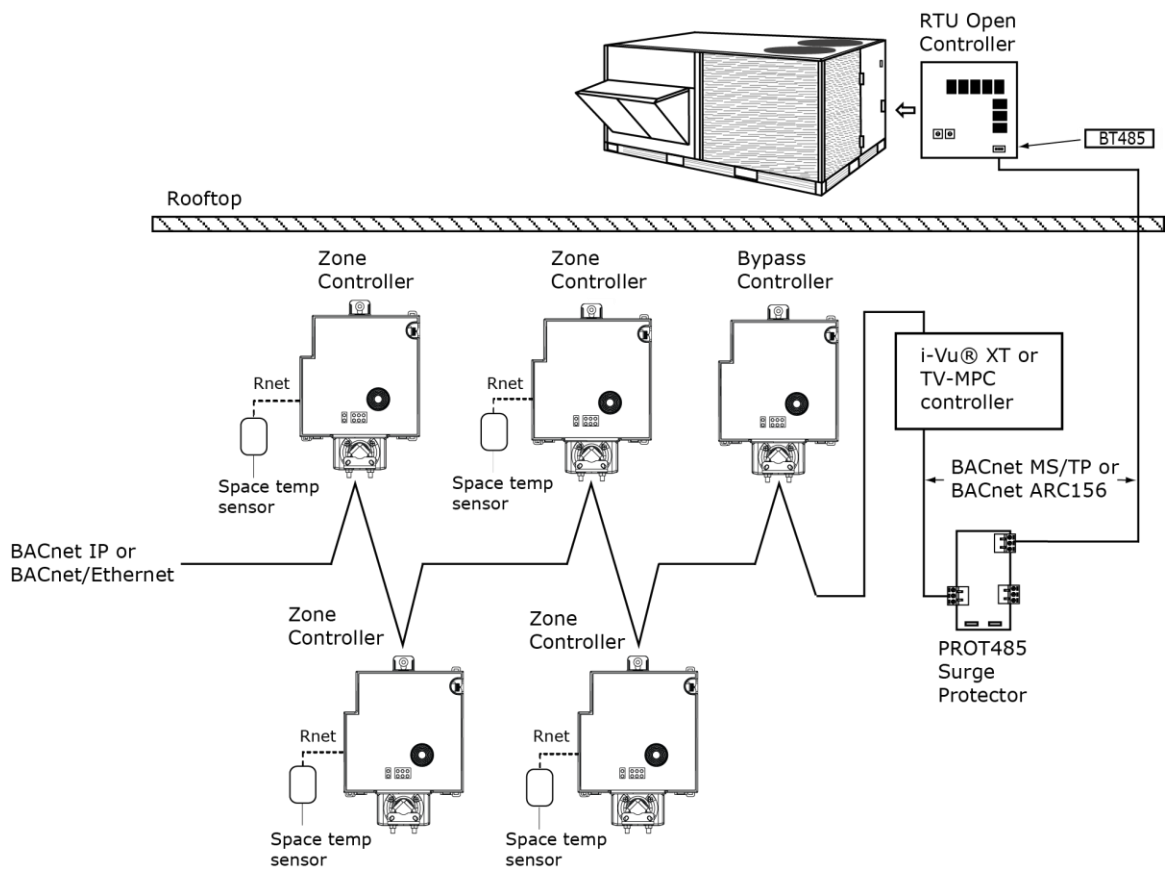 RTU Open
Controller
BT485
Rooftop
Zone
Controller
Zone
Controller
Bypass
Controller
i-Vu® XT or
TV-MPC
controller
Rnet
Rnet
Space temp
sensor
Space temp
sensor
BACnet MS/TP or
BACnet ARC156
BACnet IP or
BACnet/Ethernet
Zone
Controller
Zone
Controller
PROT485
Surge
Protector
Rnet
Rnet
Space temp
sensor
Space temp
sensor